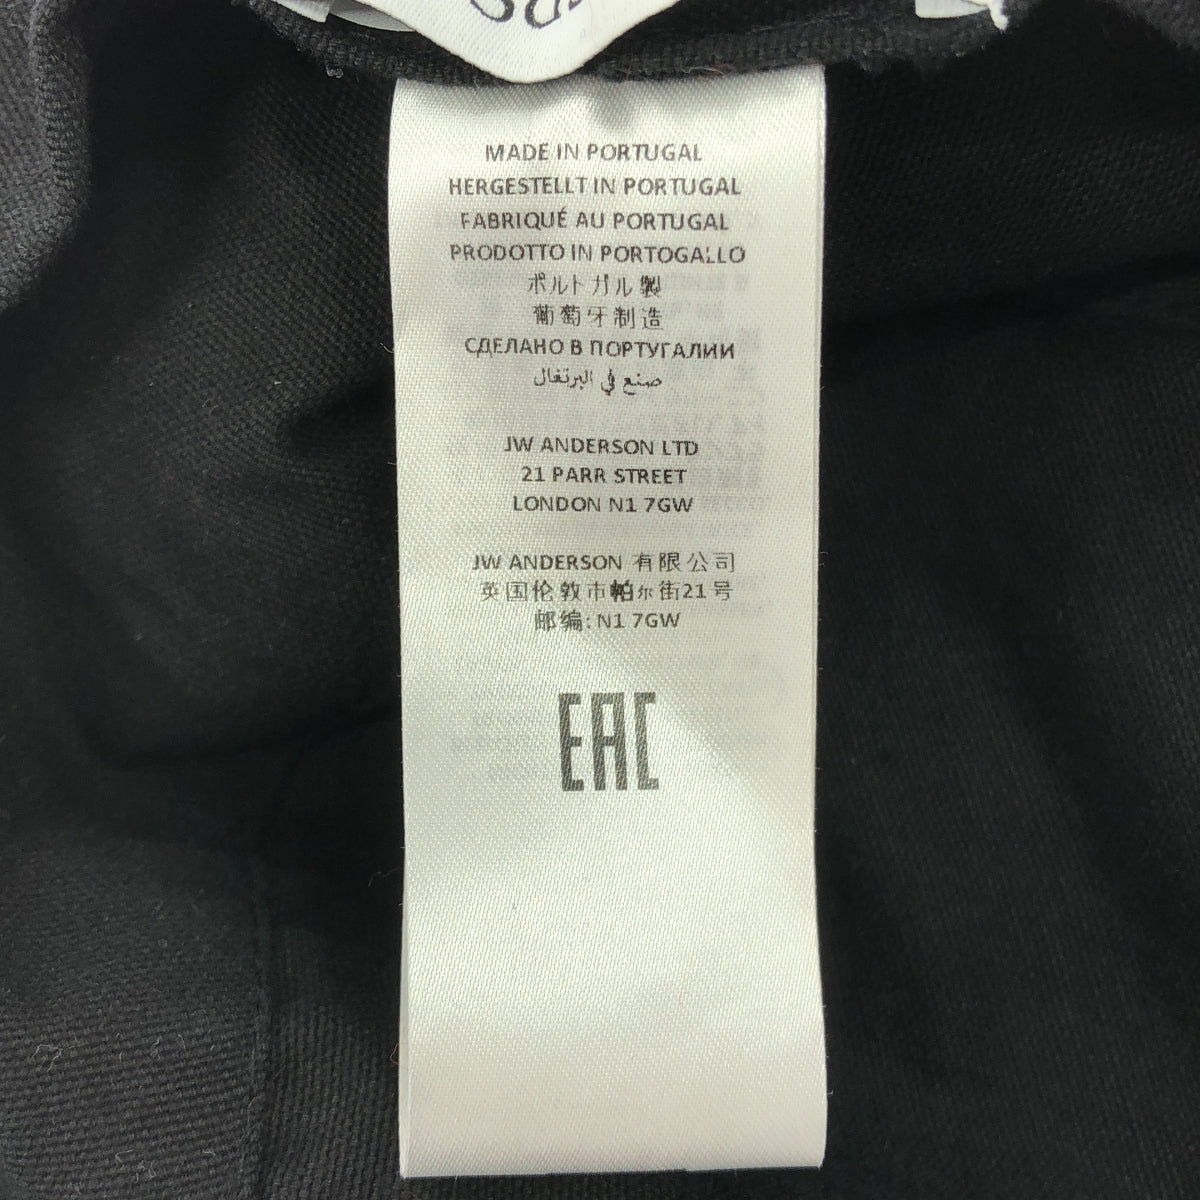 MADE IN PORTUGAL
HERGESTELLT IN PORTUGAL
FABRIQUÉ AU PORTUGAL
PRODOTTO IN PORTOGALLO
ポルトガル製
葡萄牙制造
СДЕЛАНО В ПОРТУГАЛИИ
صنع في البرتغال
JW ANDERSON LTD
21 PARR STREET
LONDON N1 7GW
JW ANDERSON 有限公司
英国伦敦市帕尔街21号
邮编: N1 7GW
EAC